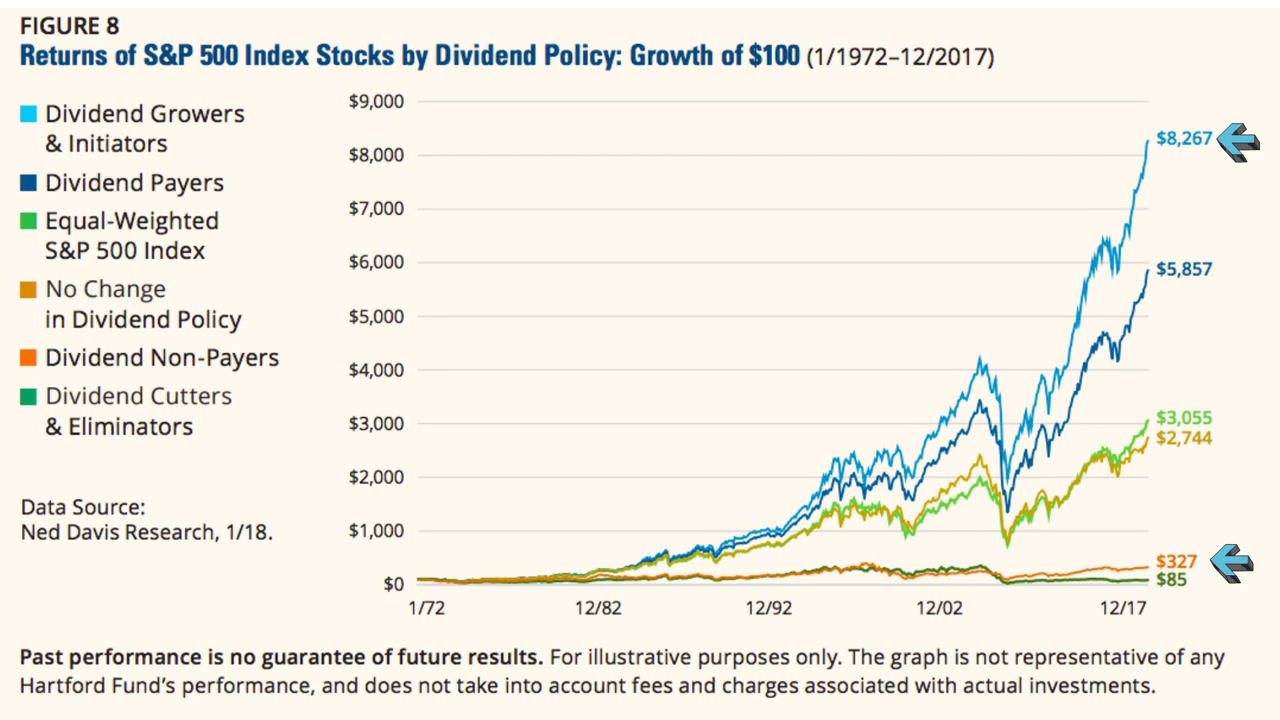 FIGURE 8
Returns of S&P 500 Index Stocks by Dividend Policy: Growth of $100 (1/1972–12/2017)
Dividend Growers
& Initiators
Dividend Payers
Equal-Weighted
S&P 500 Index
No Change
in Dividend Policy
Dividend Non-Payers
Dividend Cutters
& Eliminators
Data Source:
Ned Davis Research, 1/18.
$9,000
$8,000
$7,000
$6,000
$5,000
$4,000
$3,000
$2,000
$1,000
$0
1/72
12/82
12/92
12/02
12/17
$8,267
$5,857
$3,055
$2,744
$327
$85
Past performance is no guarantee of future results. For illustrative purposes only. The graph is not representative of any
Hartford Fund’s performance, and does not take into account fees and charges associated with actual investments.